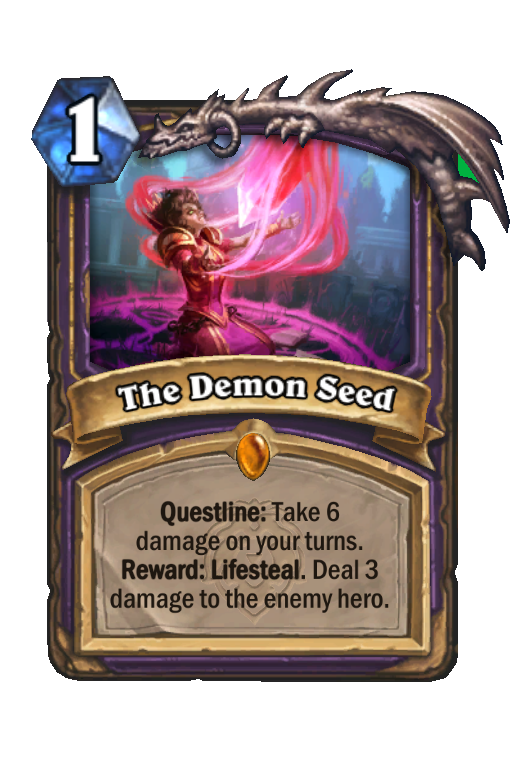 1
The Demon Seed
Questline: Take 6
damage on your turns.
Reward: Lifesteal. Deal 3
damage to the enemy hero.